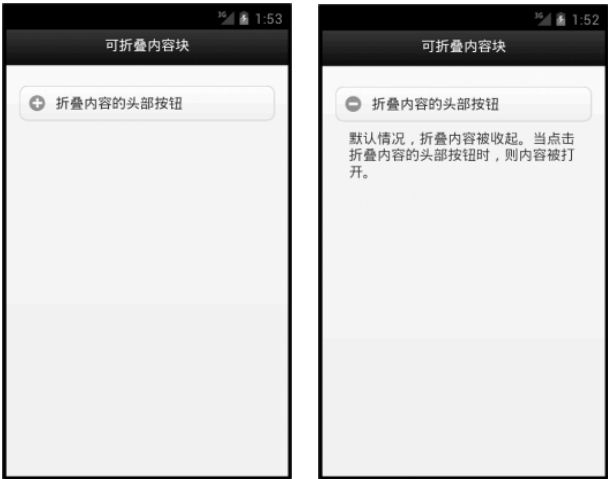 3G 1:53
可折叠内容块
折叠内容的头部按钮
3G 1:52
可折叠内容块
折叠内容的头部按钮
默认情况，折叠内容被收起。当点击
折叠内容的头部按钮时，则内容被打
开。